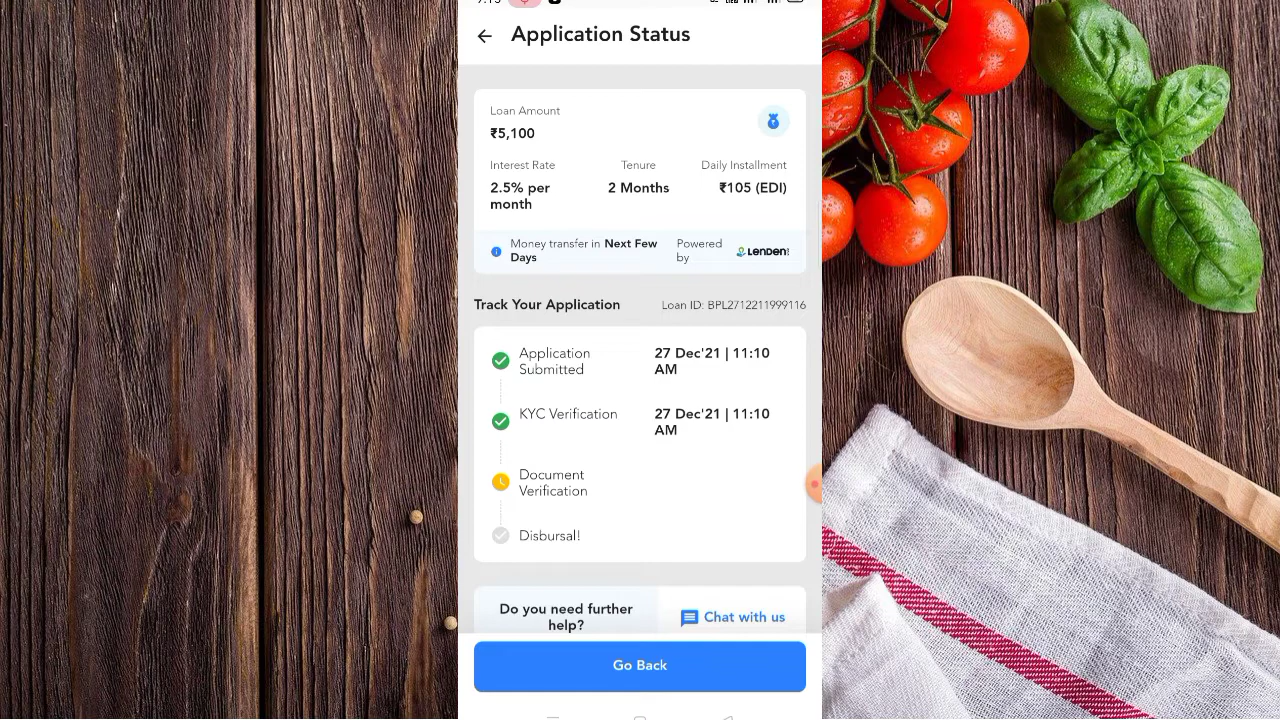 Application Status
Loan Amount
₹5,100
Interest Rate
Tenure
Daily Installment
2.5% per
month
2 Months
₹105 (EDI)
Money transfer in Next Few
Days
Powered
by
LENDEN
Track Your Application
Loan ID: BPL2712211999116
Application
Submitted
27 Dec'21 | 11:10
AM
KYC Verification
27 Dec'21 | 11:10
AM
Document
Verification
Disbursal!
Do you need further
help?
Chat with us
Go Back